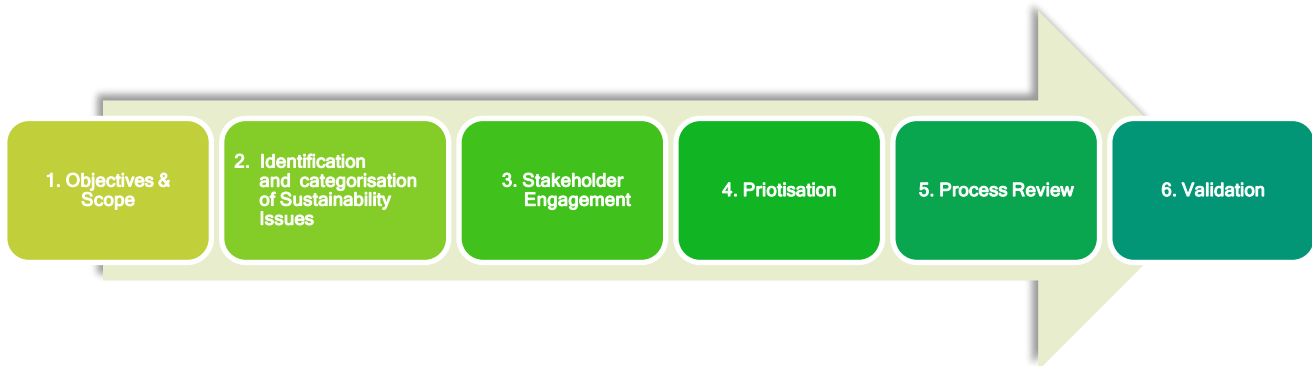 1. Objectives &
Scope
2. Identification
and categorisation
of Sustainability
Issues
3. Stakeholder
Engagement
4. Priotisation
5. Process Review
6. Validation